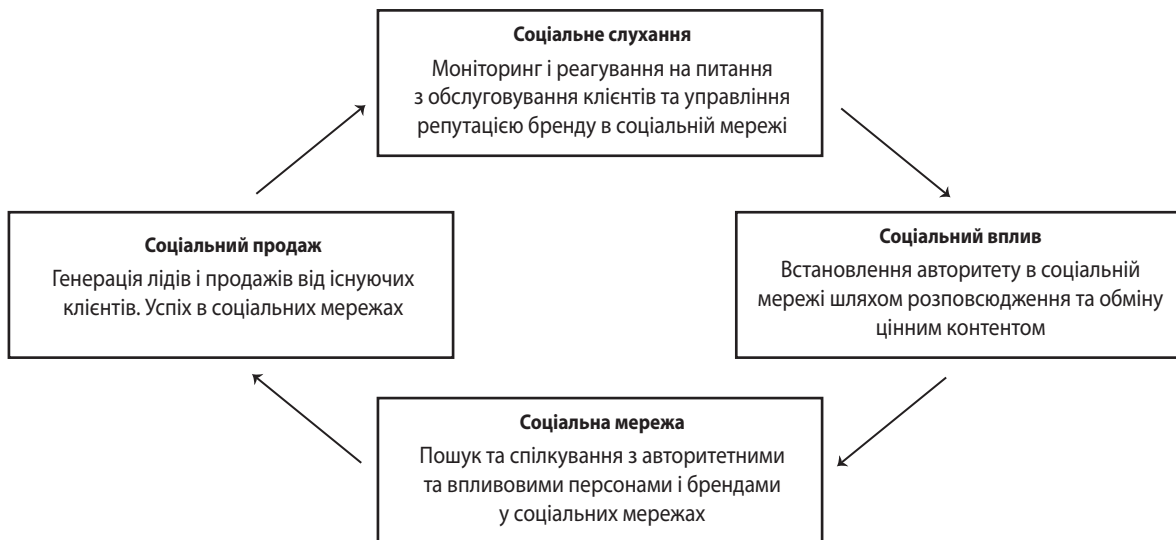 Соціальне слухання
Моніторинг і реагування на питання
з обслуговування клієнтів та управління
репутацією бренду в соціальній мережі
Соціальний продаж
Генерація лідів і продажів від існуючих
клієнтів. Успіх в соціальних мережах
Соціальний вплив
Встановлення авторитету в соціальній
мережі шляхом розповсюдження та обміну
цінним контентом
Соціальна мережа
Пошук та спілкування з авторитетними
та впливовими персонами і брендами
у соціальних мережах